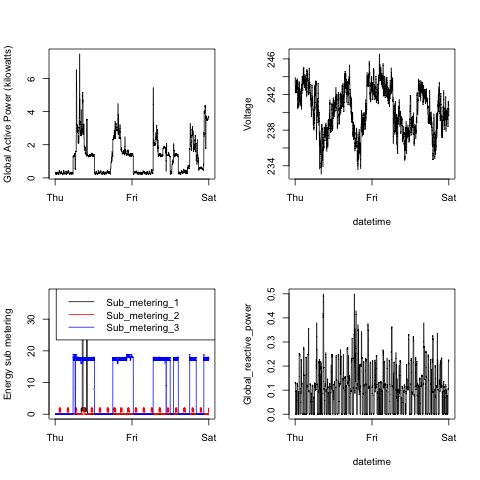 Global Active Power (kilowatts)
0 2 4 6
Thu Fri Sat
Voltage
234 238 242 246
Thu Fri Sat
datetime
Energy sub metering
0 10 20 30
Sub_metering_1
Sub_metering_2
Sub_metering_3
Thu Fri Sat
Global_reactive_power
0.0 0.1 0.2 0.3 0.4 0.5
Thu Fri Sat
datetime